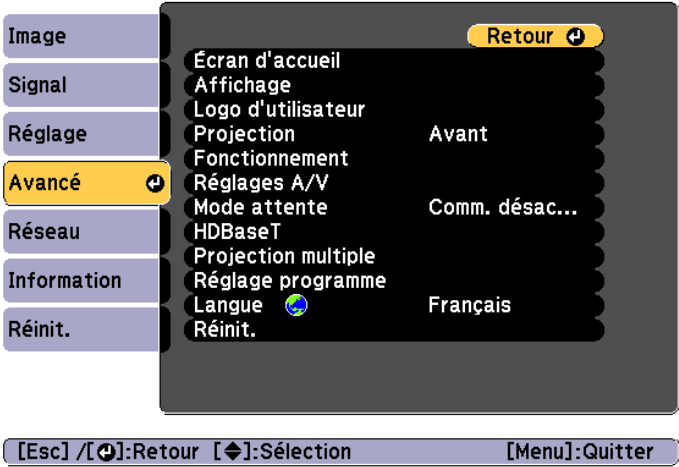 Image
Signal
Réglage
Avancé
Réseau
Information
Réinit.
Retour
Écran d'accueil
Affichage
Logo d'utilisateur
Projection Avant
Fonctionnement
Réglages A/V
Mode attente Comm. désac...
HDBaseT
Projection multiple
Réglage programme
Langue Français
Réinit.
[Esc] /[⏎]:Retour [◆]:Sélection [Menu]:Quitter